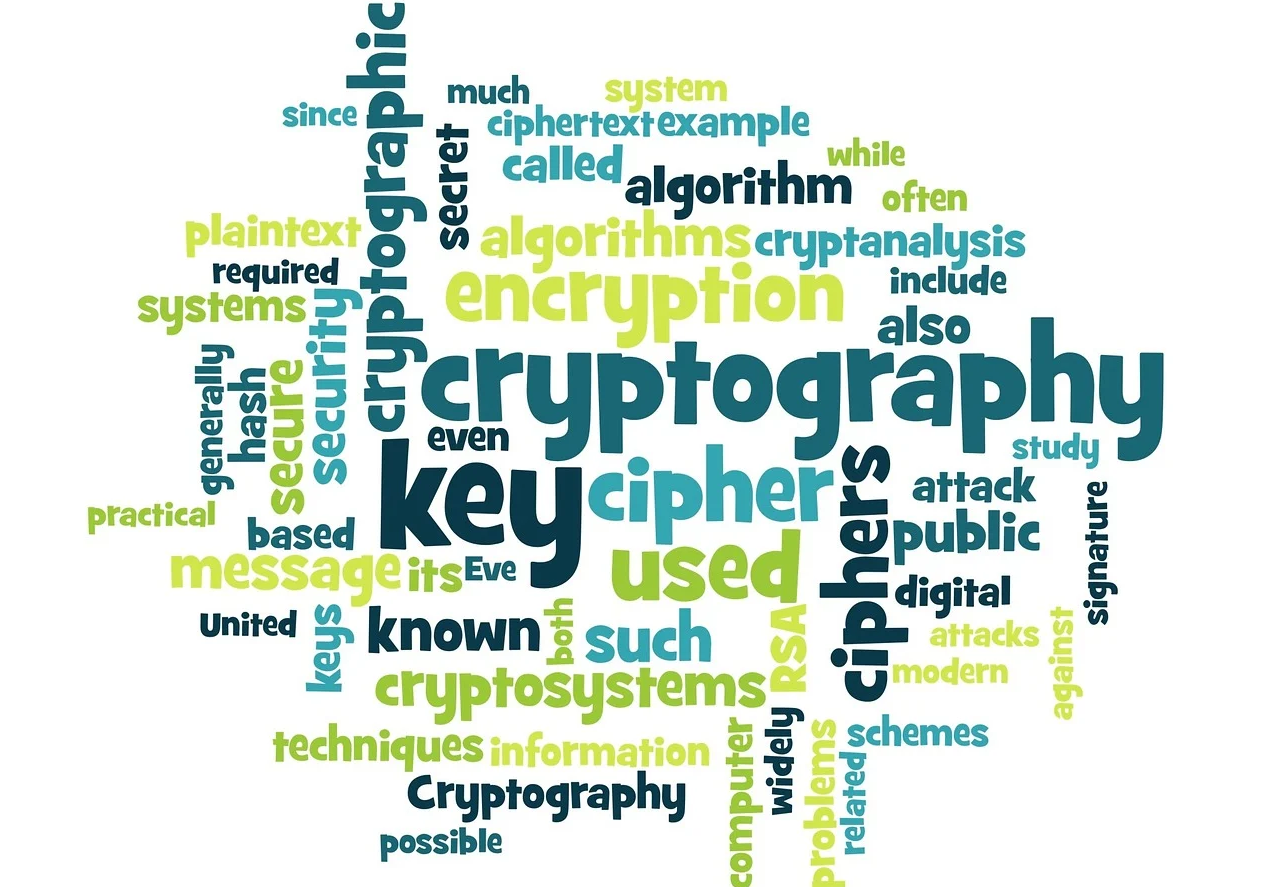 cryptographic
much
system
since
ciphertext
example
secret
while
called
algorithm
often
plaintext
algorithms
cryptanalysis
required
encryption
include
systems
security
also
cryptography
generally
hash
secure
even
study
key
cipher
ciphers
attack
signature
practical
based
public
used
message
its
Eve
digital
United
keys
known
both
such
RSA
attacks
against
modern
cryptosystems
techniques
information
computer
widely
problems
schemes
related
Cryptography
possible